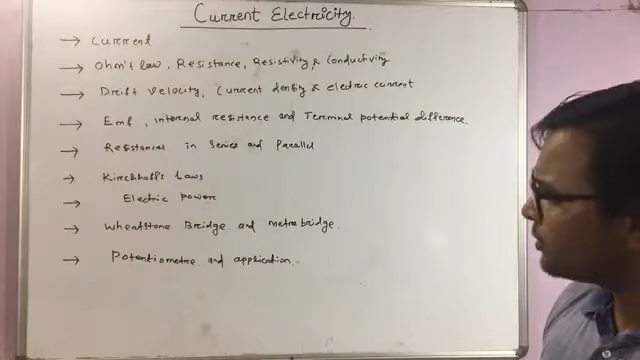 Current Electricity.
→ Current
→ Ohm's law, Resistance, Resistivity & Conductivity
→ Drift velocity, Current density & electric current
→ Emf, internal resistance and Terminal potential difference.
→ Resistances in Series and Parallel
→ Kirchhoff's Laws
→ Electric power
→ Wheatstone Bridge and metrebridge.
→ Potentiometre and application.